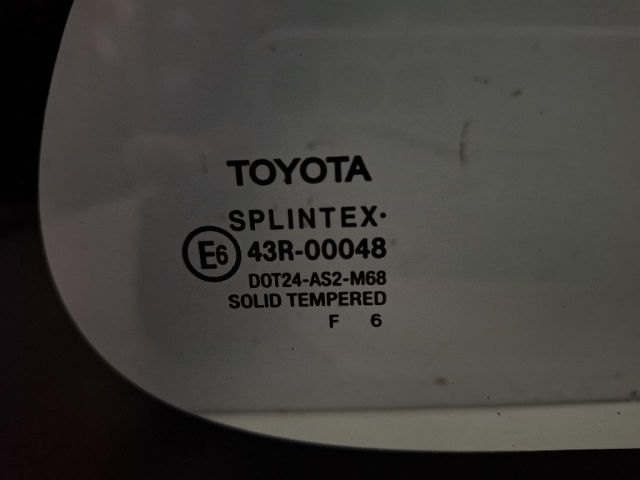 TOYOTA
SPLINTEX·
E6 43R-00048
DOT24-AS2-M68
SOLID TEMPERED
F 6